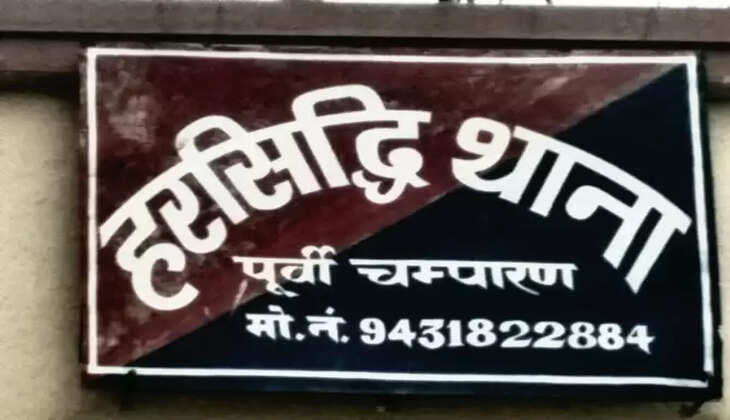 हरसिद्धि थाना
पूर्वी चम्पारण
मो.नं. 9431822884